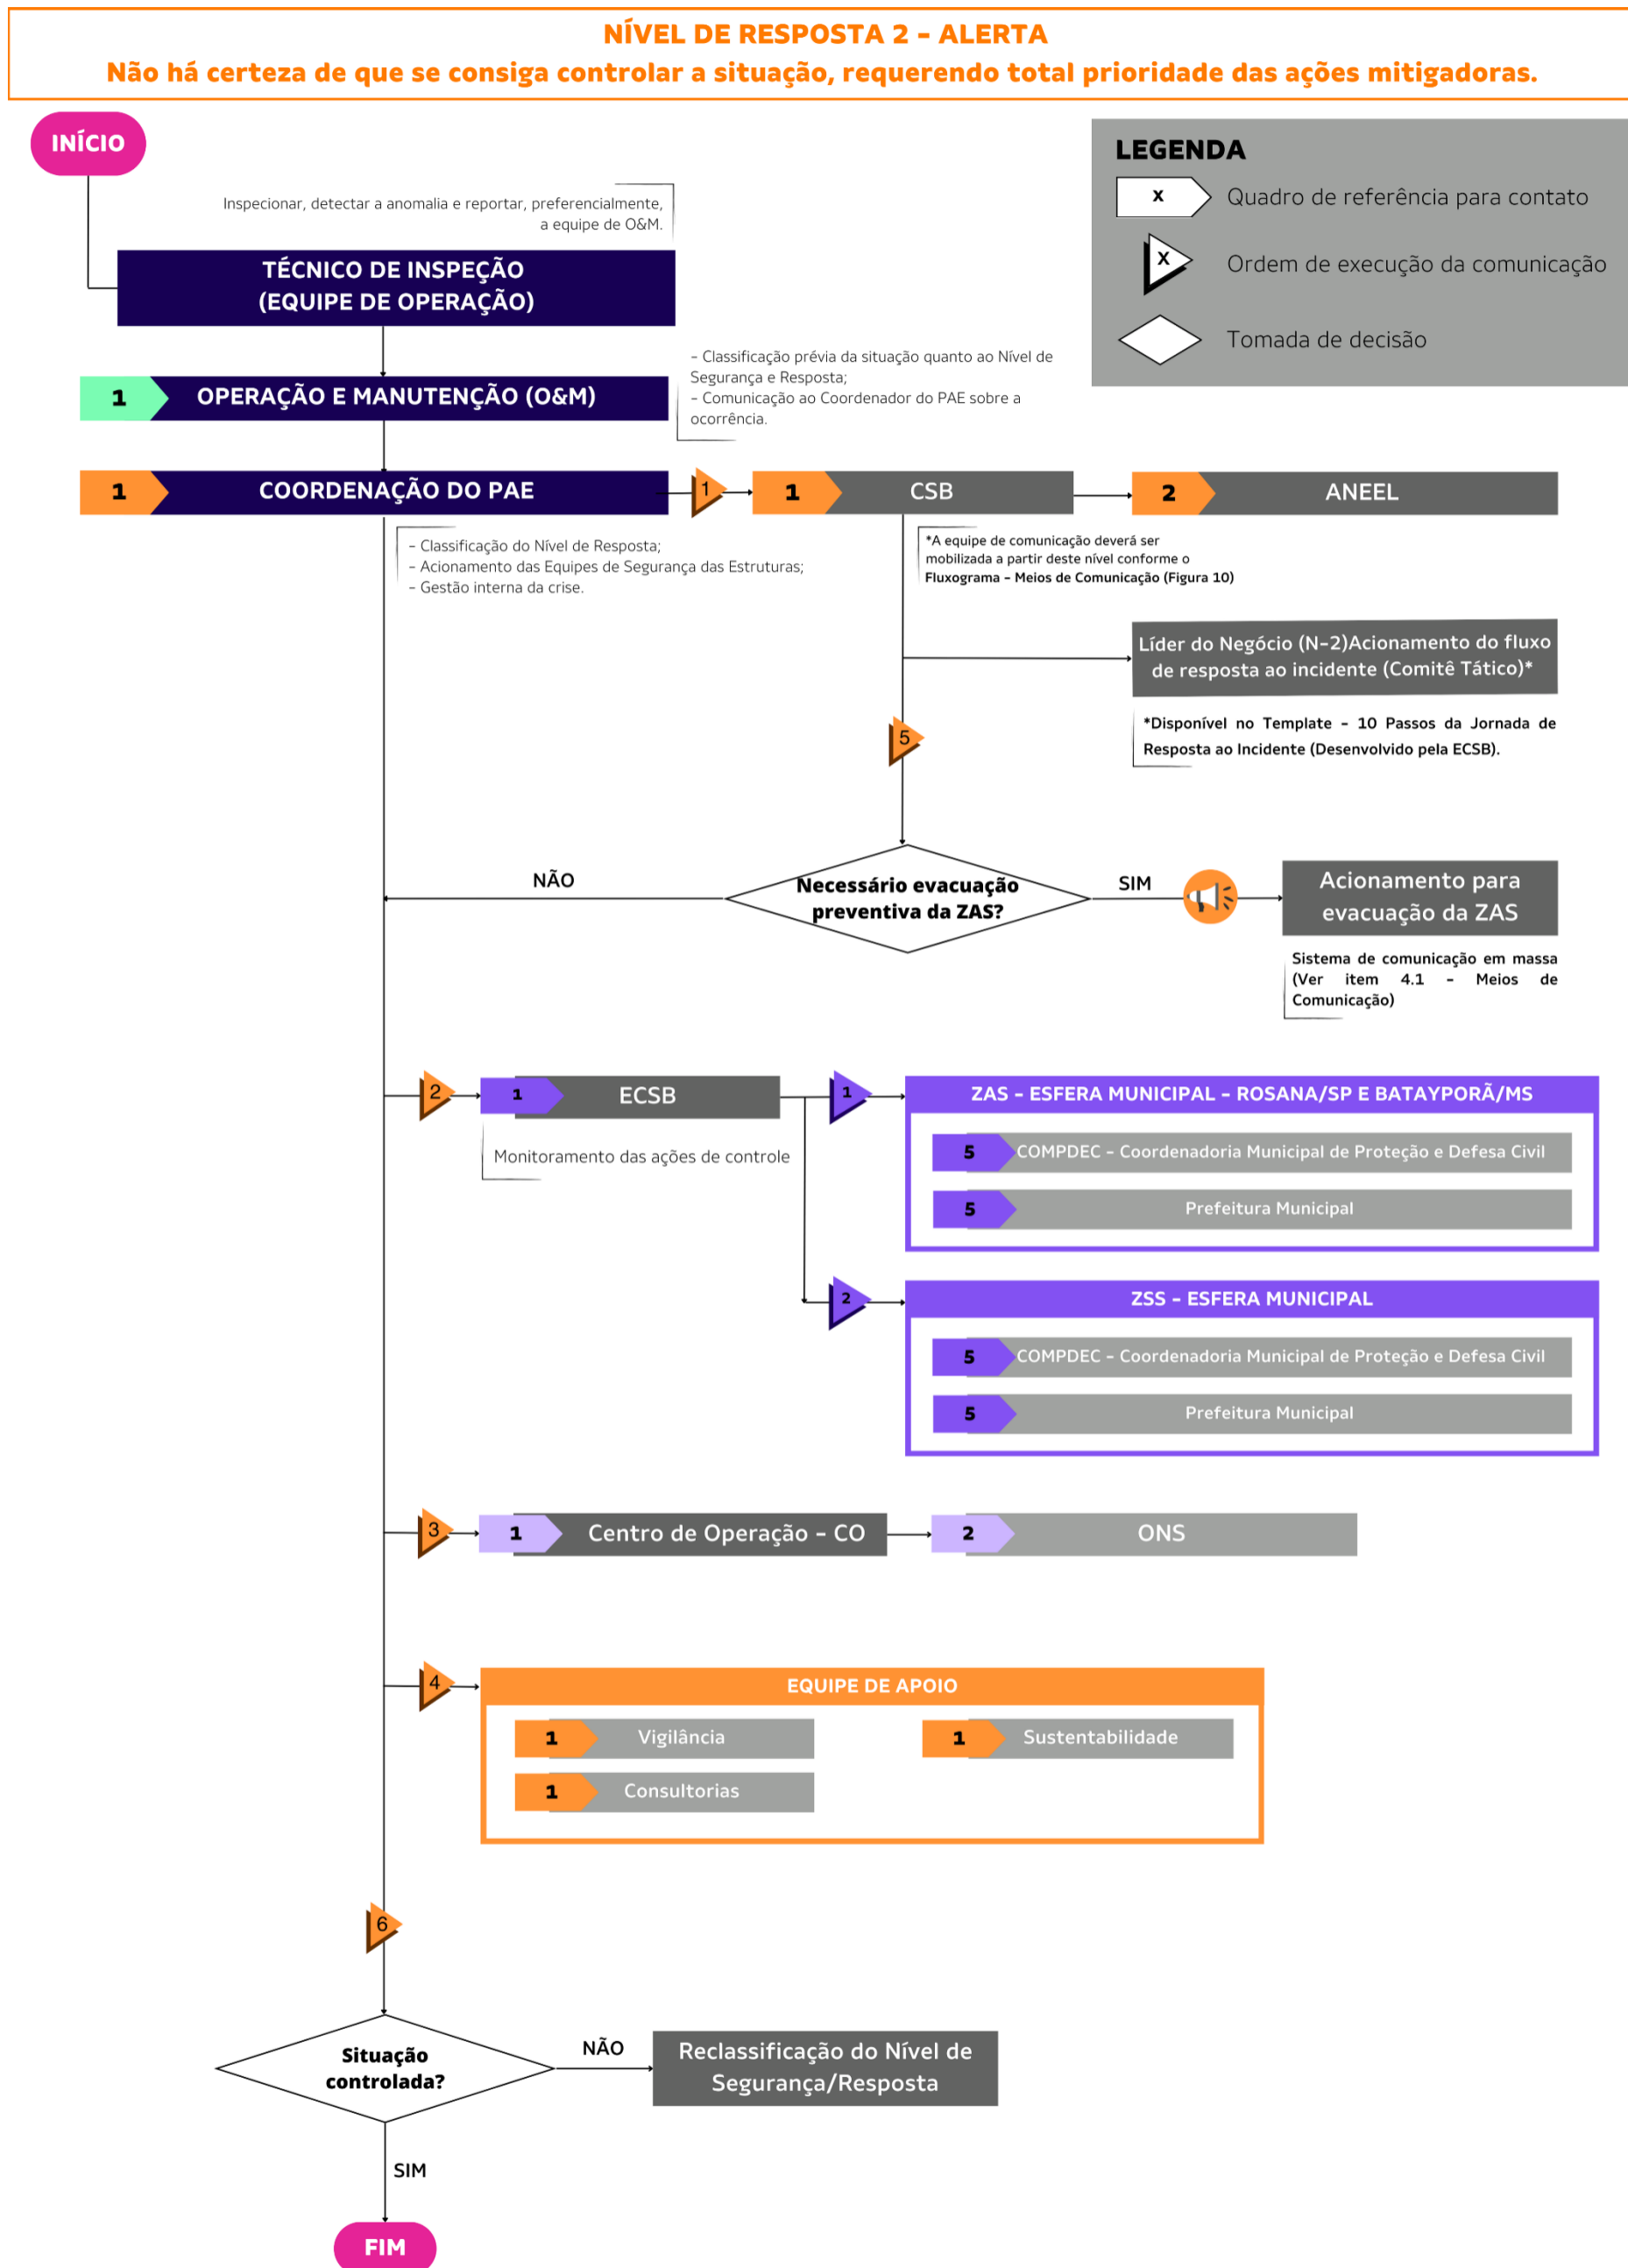 NÍVEL DE RESPOSTA 2 - ALERTA
Não há certeza de que se consiga controlar a situação, requerendo total prioridade das ações mitigadoras.
INÍCIO
LEGENDA
x
Quadro de referência para contato
X
Ordem de execução da comunicação
Tomada de decisão
Inspecionar, detectar a anomalia e reportar, preferencialmente,
a equipe de O&M.
TÉCNICO DE INSPEÇÃO
(EQUIPE DE OPERAÇÃO)
- Classificação prévia da situação quanto ao Nível de
Segurança e Resposta;
- Comunicação ao Coordenador do PAE sobre a
ocorrência.
1
OPERAÇÃO E MANUTENÇÃO (O&M)
1
COORDENAÇÃO DO PAE
1
1
CSB
2
ANEEL
- Classificação do Nível de Resposta;
- Acionamento das Equipes de Segurança das Estruturas;
- Gestão interna da crise.
*A equipe de comunicação deverá ser
mobilizada a partir deste nível conforme o
Fluxograma - Meios de Comunicação (Figura 10)
Líder do Negócio (N-2)Acionamento do fluxo
de resposta ao incidente (Comitê Tático)*
*Disponível no Template - 10 Passos da Jornada de
Resposta ao Incidente (Desenvolvido pela ECSB).
5
NÃO
Necessário evacuação
preventiva da ZAS?
SIM
Acionamento para
evacuação da ZAS
Sistema de comunicação em massa
(Ver item 4.1 - Meios de
Comunicação)
2
1
ECSB
1
Monitoramento das ações de controle
ZAS - ESFERA MUNICIPAL - ROSANA/SP E BATAYPORÃ/MS
5
COMPDEC - Coordenadoria Municipal de Proteção e Defesa Civil
5
Prefeitura Municipal
2
ZSS - ESFERA MUNICIPAL
5
COMPDEC - Coordenadoria Municipal de Proteção e Defesa Civil
5
Prefeitura Municipal
3
1
Centro de Operação - CO
2
ONS
4
EQUIPE DE APOIO
1
Vigilância
1
Sustentabilidade
1
Consultorias
6
Situação
controlada?
NÃO
Reclassificação do Nível de
Segurança/Resposta
SIM
FIM